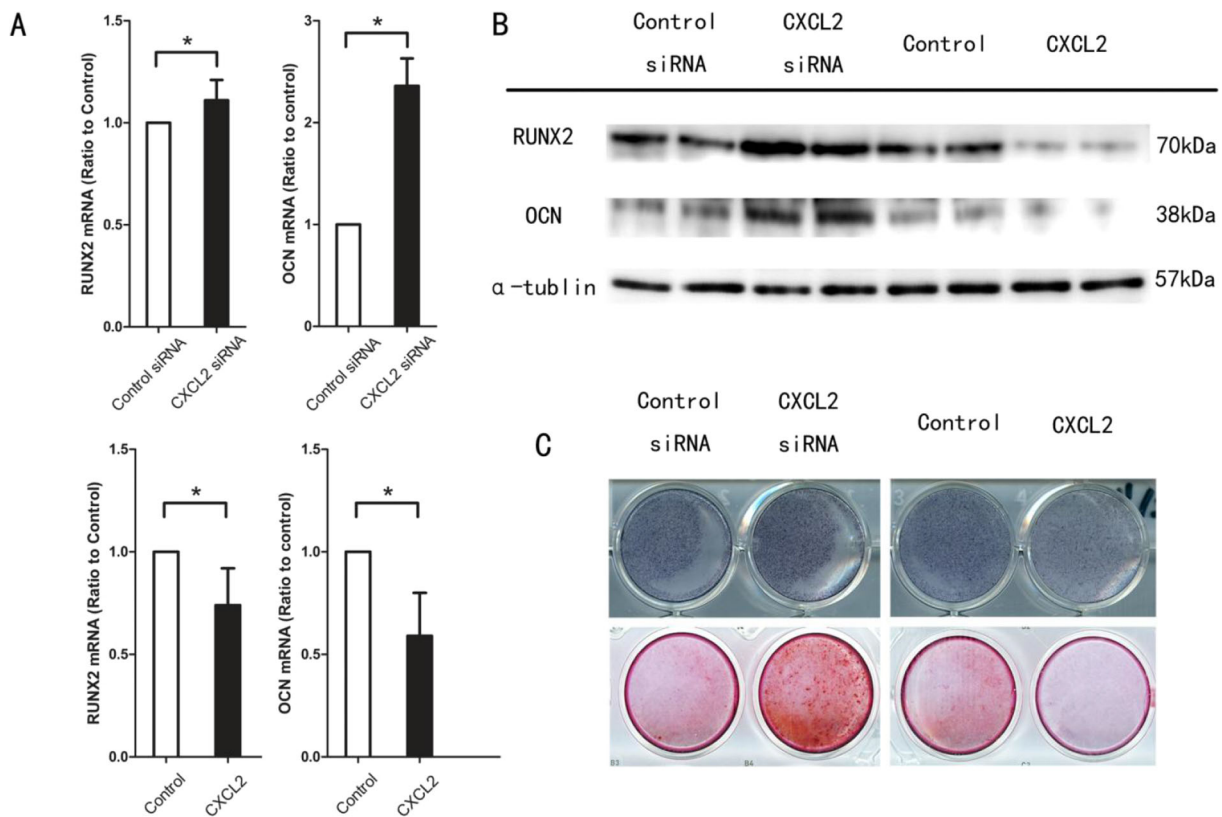 A
RUNX2 mRNA (Ratio to Control)
1.5
1.0
0.5
0.0
*
Control siRNA
CXCL2 siRNA
OCN mRNA (Ratio to control)
3
2
1
0
*
Control siRNA
CXCL2 siRNA
RUNX2 mRNA (Ratio to Control)
1.5
1.0
0.5
0.0
*
Control
CXCL2
OCN mRNA (Ratio to control)
1.5
1.0
0.5
0.0
*
Control
CXCL2
B
Control
siRNA
CXCL2
siRNA
Control
CXCL2
RUNX2
70kDa
OCN
38kDa
α-tublin
57kDa
C
Control
siRNA
CXCL2
siRNA
Control
CXCL2
3
4
B3
B4